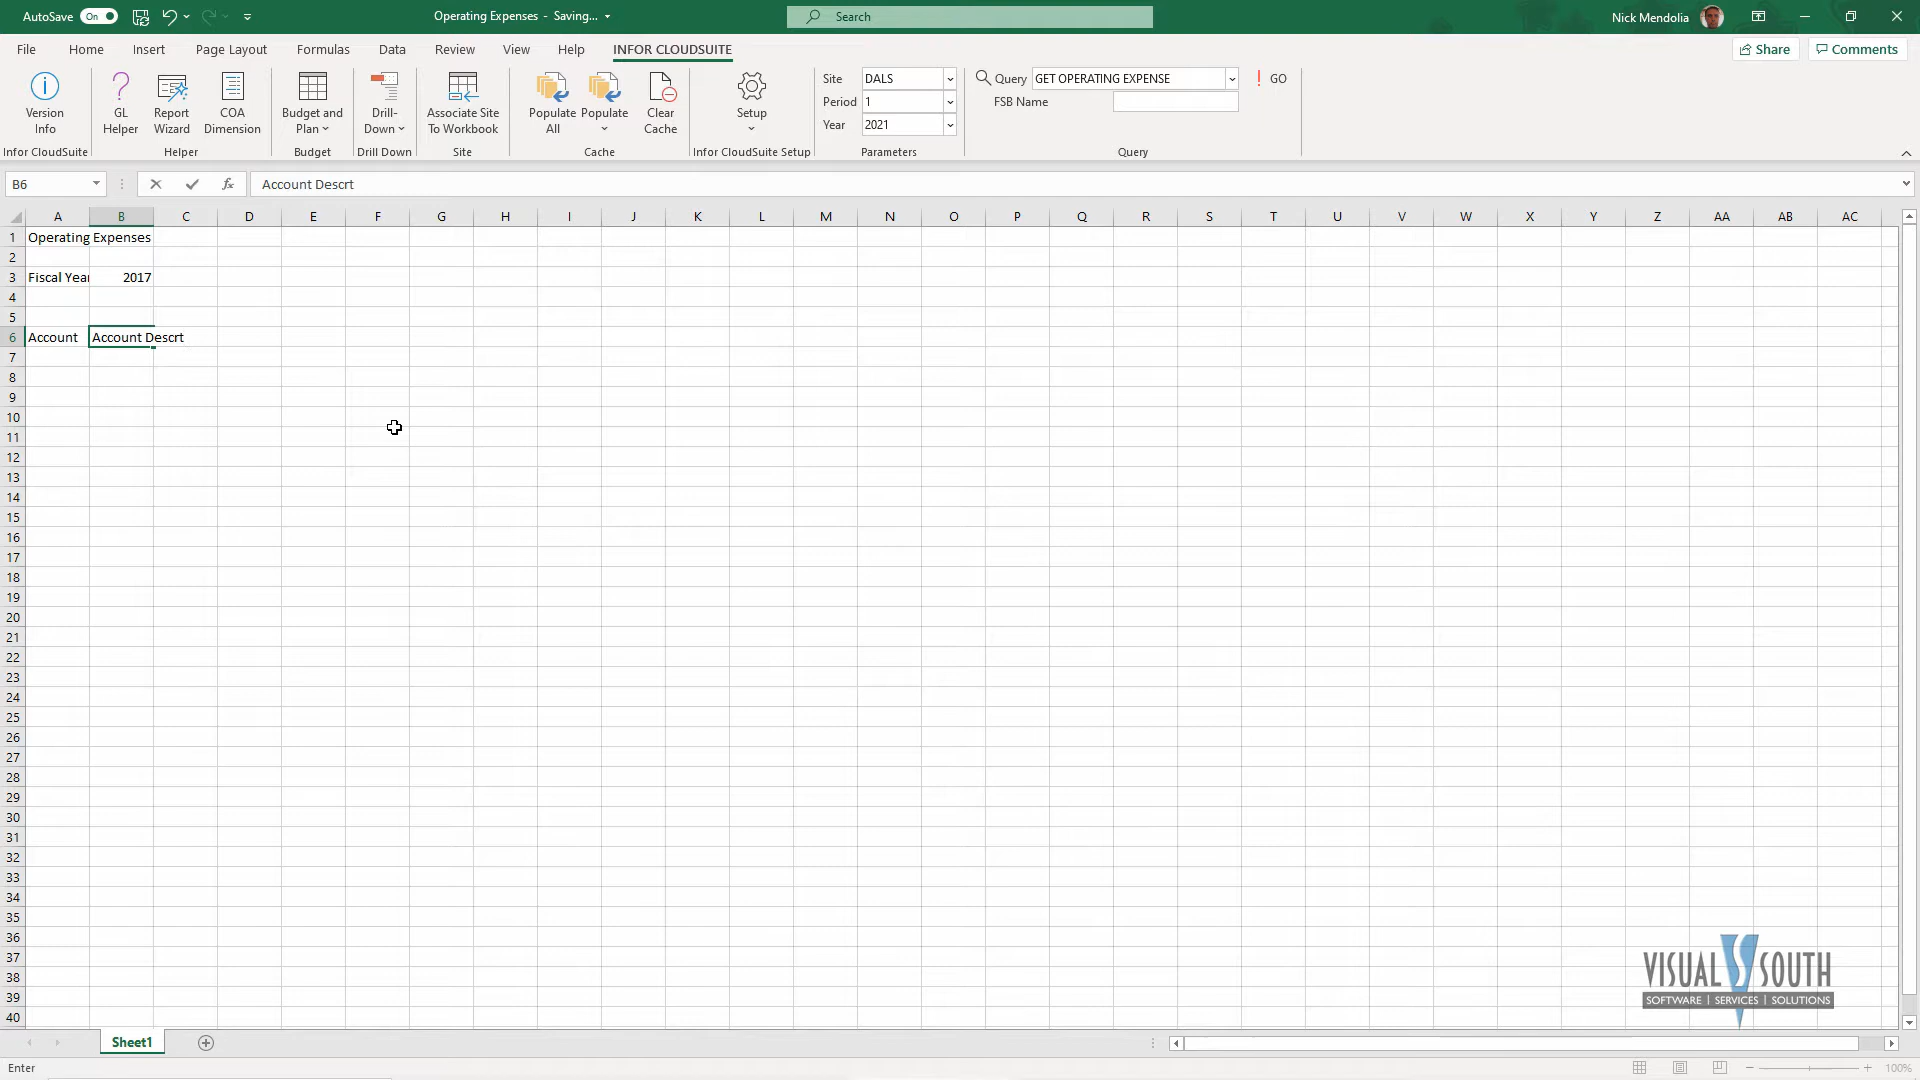 AutoSave On Operating Expenses - Saving... Search Nick Mendolia
File Home Insert Page Layout Formulas Data Review View Help INFOR CLOUDSUITE Share Comments
Version Info
GL Helper
Report Wizard
COA Dimension
Budget and Plan
Drill-Down
Associate Site To Workbook
Populate All
Populate
Clear Cache
Setup
Site DALS
Period 1
Year 2021
Query GET OPERATING EXPENSE GO
FSB Name
Infor CloudSuite Helper Budget Drill Down Site Cache Infor CloudSuite Setup Parameters Query
B6 fx Account Descrt
A B C D E F G H I J K L M N O P Q R S T U V W X Y Z AA AB AC
1 Operating Expenses
2
3 Fiscal Year 2017
4
5
6 Account Account Descrt
7
8
9
10
11
12
13
14
15
16
17
18
19
20
21
22
23
24
25
26
27
28
29
30
31
32
33
34
35
36
37
38
39
40
VISUAL SOUTH
SOFTWARE | SERVICES | SOLUTIONS
Sheet1
Enter 100%